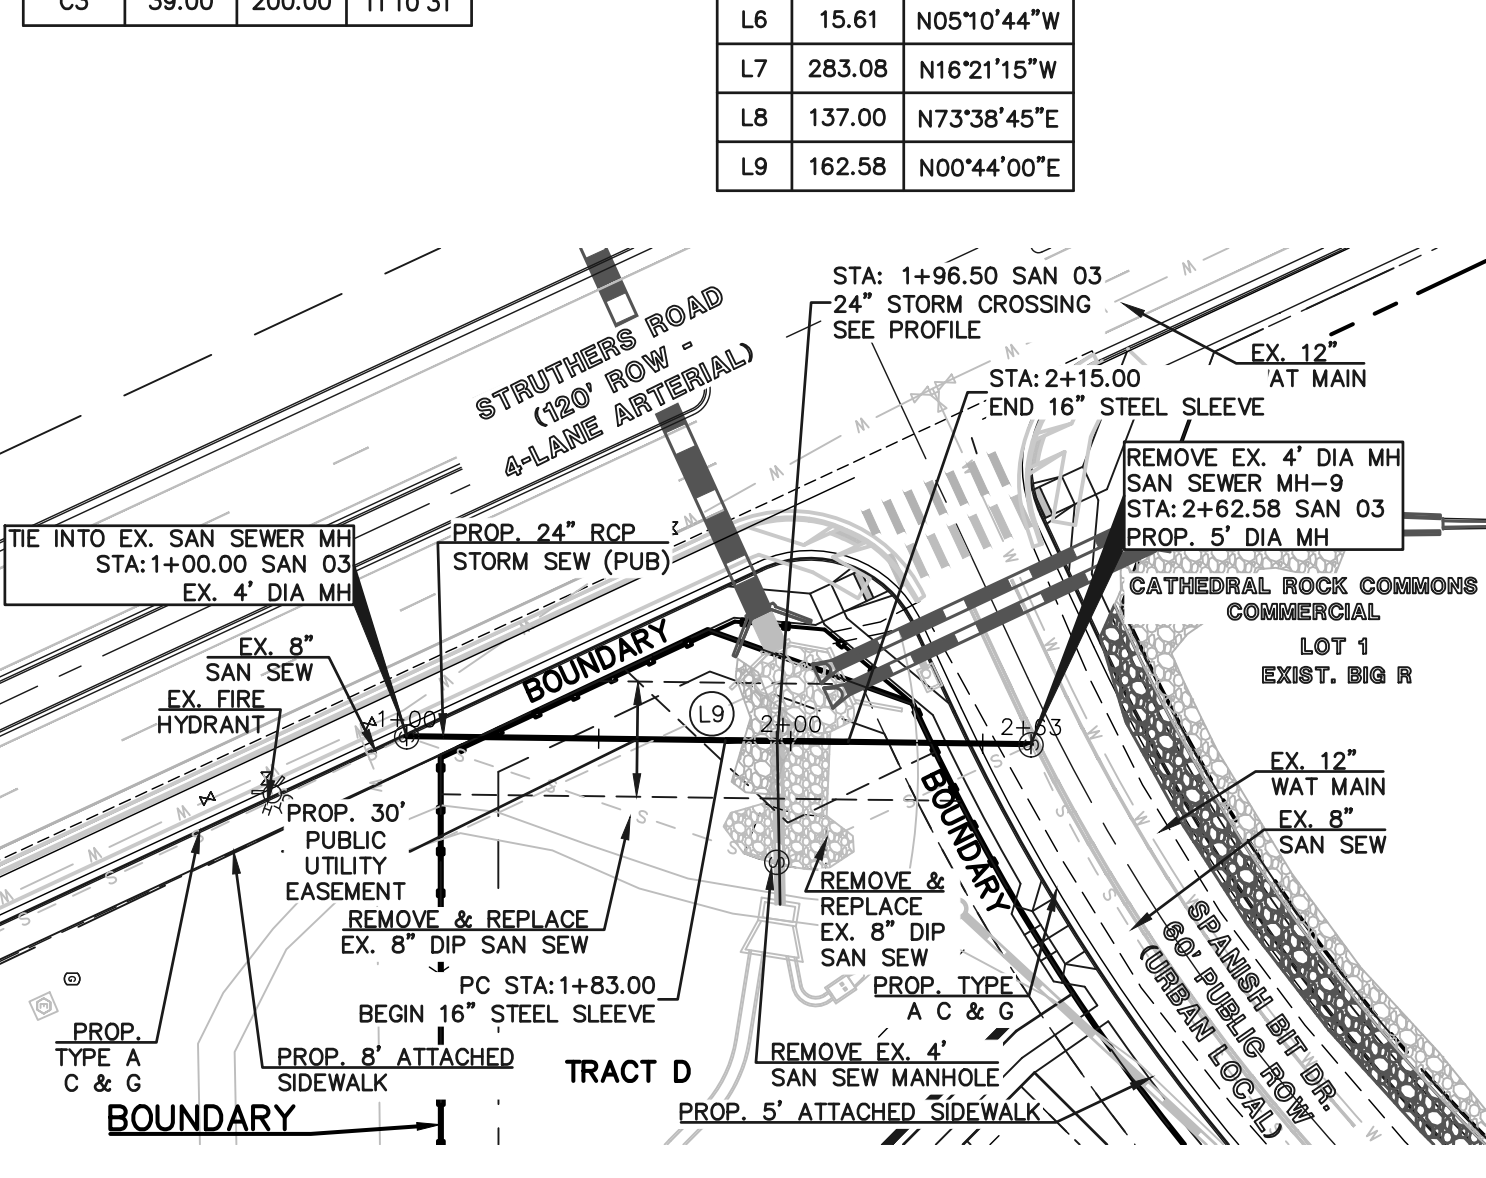 C3 39.00 200.00 11°10'31"
L6 15.61 N05°10'44"W
L7 283.08 N16°21'15"W
L8 137.00 N73°38'45"E
L9 162.58 N00°44'00"E
STA: 1+96.50 SAN 03
24" STORM CROSSING
SEE PROFILE
STRUTHERS ROAD
(120' ROW -
4-LANE ARTERIAL)
EX. 12"
'AT MAIN
STA: 2+15.00
END 16" STEEL SLEEVE
REMOVE EX. 4' DIA MH
SAN SEWER MH-9
STA: 2+62.58 SAN 03
PROP. 5' DIA MH
TIE INTO EX. SAN SEWER MH
STA: 1+00.00 SAN 03
EX. 4' DIA MH
PROP. 24" RCP
STORM SEW (PUB)
CATHEDRAL ROCK COMMONS
COMMERCIAL
LOT 1
EXIST. BIG R
EX. 8"
SAN SEW
EX. FIRE
HYDRANT
BOUNDARY
1+00
L9
2+00
2+63
EX. 12"
WAT MAIN
EX. 8"
SAN SEW
PROP. 30'
PUBLIC
UTILITY
EASEMENT
BOUNDARY
REMOVE & REPLACE
EX. 8" DIP SAN SEW
REMOVE &
REPLACE
EX. 8" DIP
SAN SEW
PC STA: 1+83.00
BEGIN 16" STEEL SLEEVE
PROP. TYPE
A C & G
SPANISH BIT DR.
60' PUBLIC ROW
(URBAN LOCAL)
PROP.
TYPE A
C & G
PROP. 8' ATTACHED
SIDEWALK
TRACT D
REMOVE EX. 4'
SAN SEW MANHOLE
PROP. 5' ATTACHED SIDEWALK
BOUNDARY